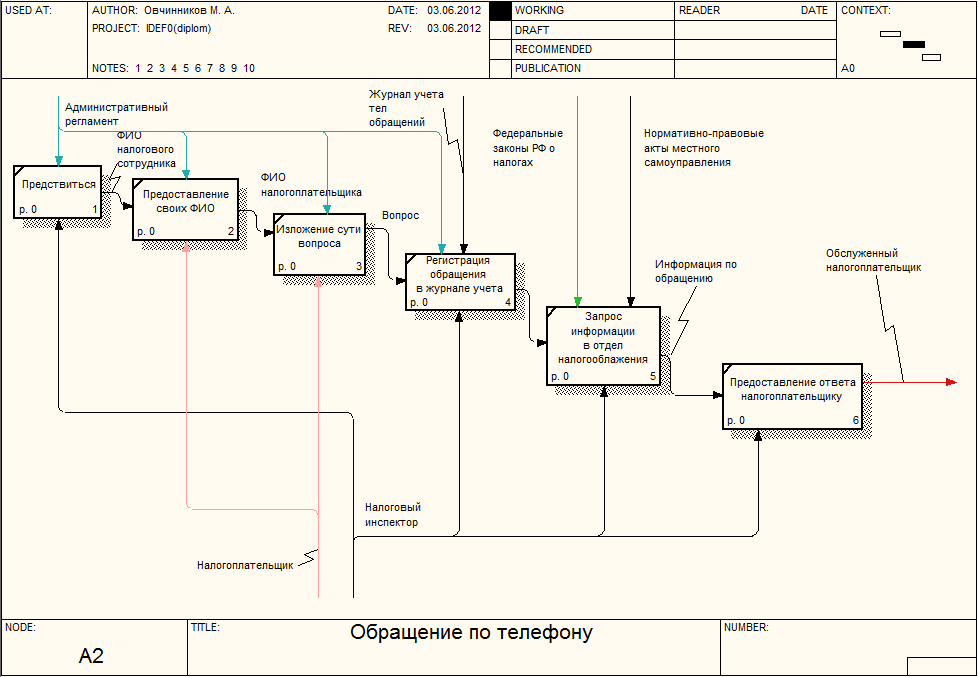 USED AT:
AUTHOR: Овчинников М. А.
DATE: 03.06.2012
PROJECT: IDEF0(diplom)
REV: 03.06.2012
NOTES: 1 2 3 4 5 6 7 8 9 10
WORKING
DRAFT
RECOMMENDED
PUBLICATION
READER DATE
CONTEXT:
A0
Административный
регламент
ФИО
налогового
сотрудника
Журнал учета
тел
обращений
Федеральные
законы РФ о
налогах
Нормативно-правовые
акты местного
самоуправления
Предствиться
р. 0 1
Предоставление
своих ФИО
р. 0 2
ФИО
налогоплательщика
Изложение сути
вопроса
р. 0 3
Вопрос
Регистрация
обращения
в журнале учета
р. 0 4
Запрос
информации
в отдел
налогооблажения
р. 0 5
Информация по
обращению
Обслуженный
налогоплательщик
Предоставление ответа
налогоплательщику
р. 0 6
Налоговый
инспектор
Налогоплательщик
NODE:
A2
TITLE:
Обращение по телефону
NUMBER: